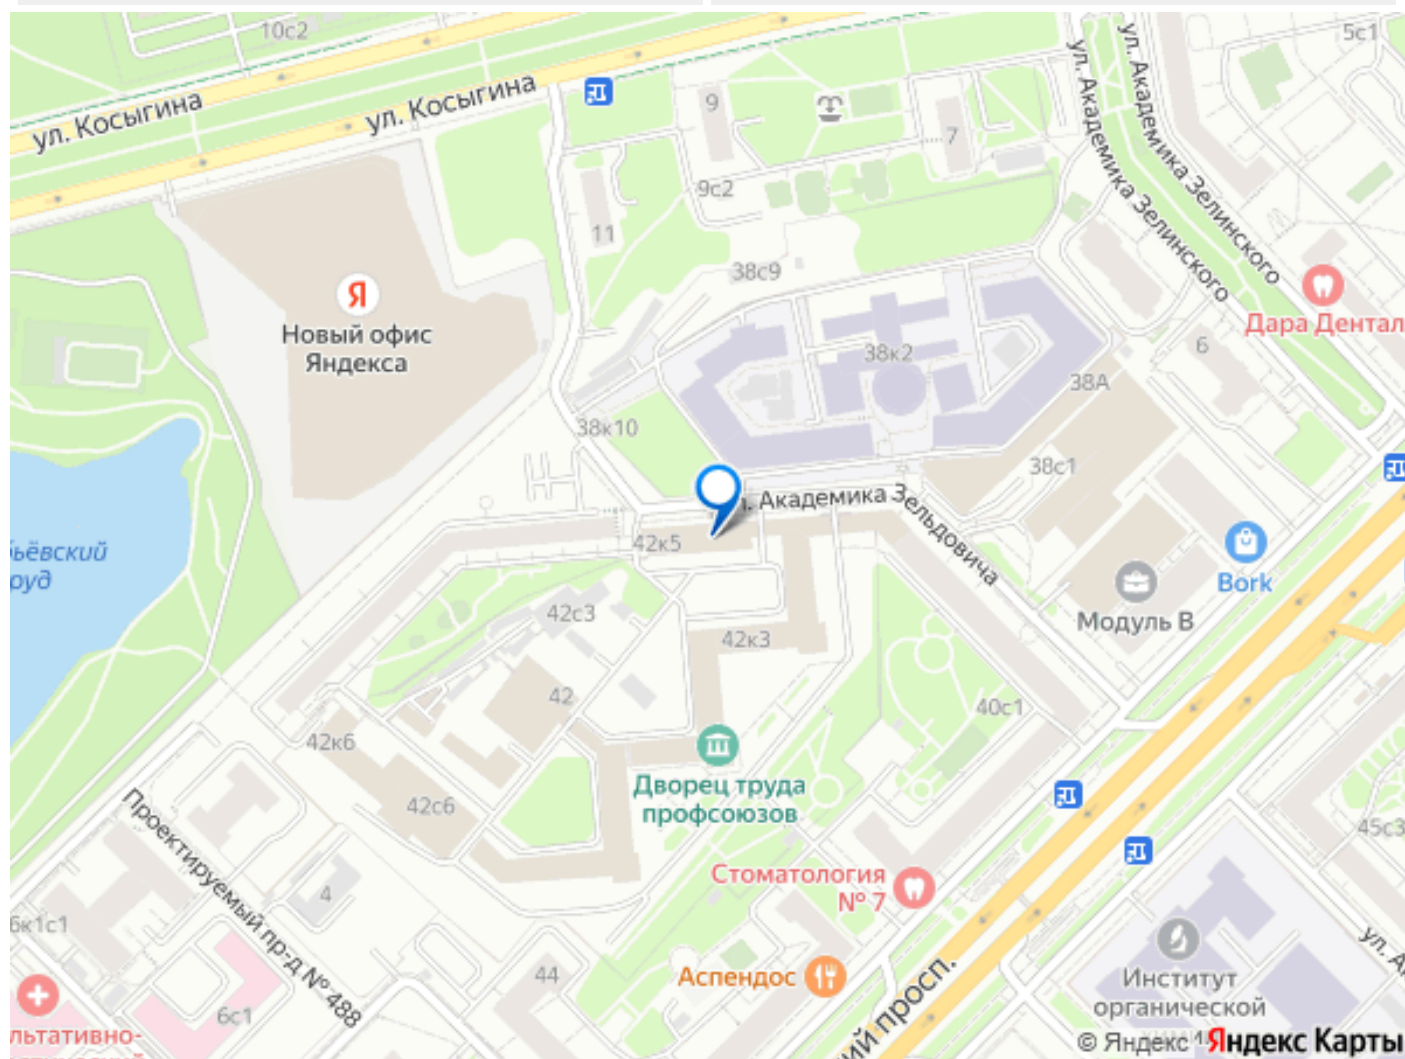 10с2
5с1
ул. Косыгина
ул. Косыгина
ул. Академика Зелинского
ул. Академика Зелинского
9
7
9с2
11
38с9
Я
Новый офис
Яндекса
Дара Дентал
38к2
6
38А
38к10
38с1
ул. Академика Зельдовича
42к5
Bork
Модуль В
42с3
42к3
42
40с1
42к6
Дворец труда
профсоюзов
42с6
45с3
Стоматология
№ 7
4
Проектируемый пр-д № 488
6к1с1
44
Аспендос
6с1
Институт
органической
химии
© Яндекс Яндекс Карты